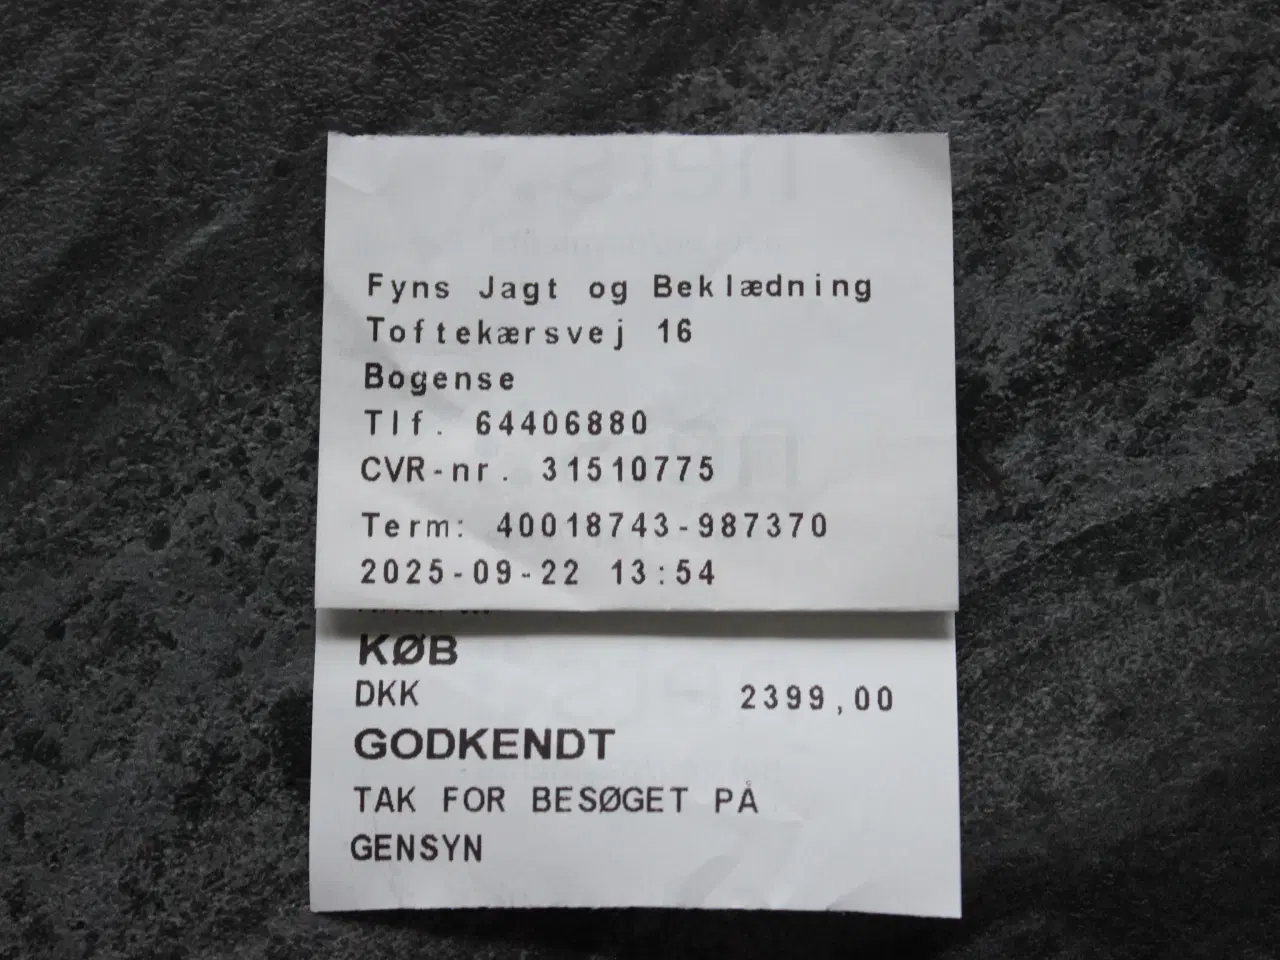 Fyns Jagt og Beklædning
Toftekærsvej 16
Bogense
Tlf. 64406880
CVR-nr. 31510775
Term: 40018743-987370
2025-09-22 13:54
KØB
DKK 2399,00
GODKENDT
TAK FOR BESØGET PÅ
GENSYN